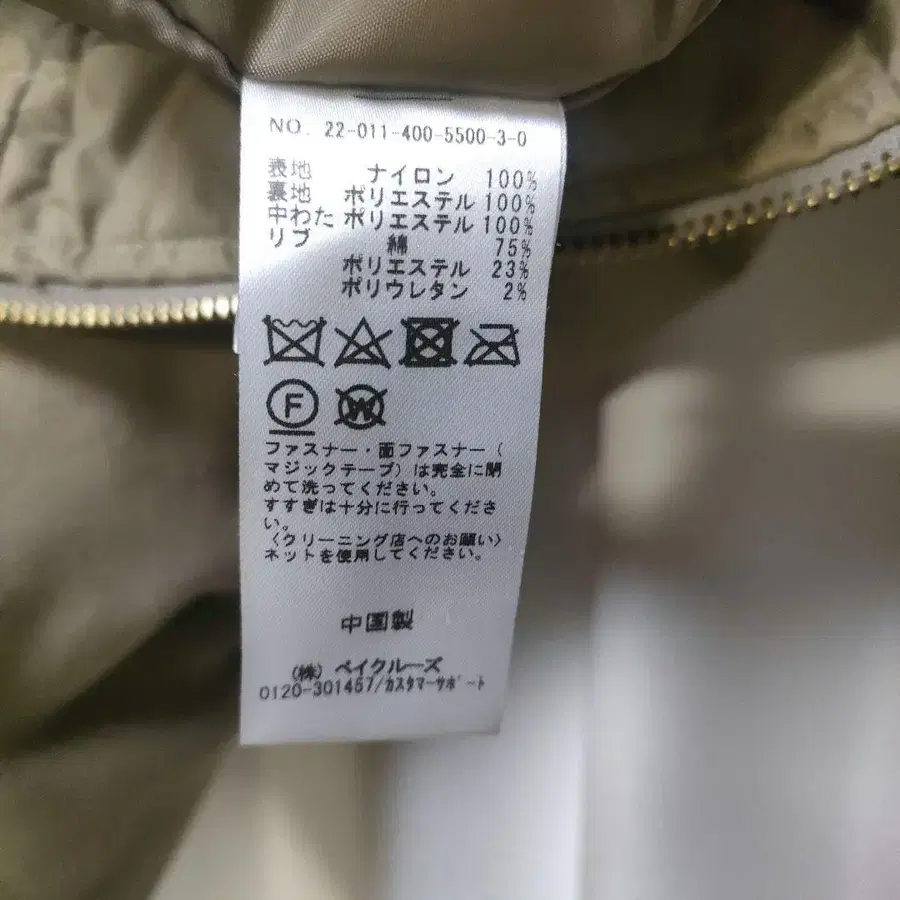 NO. 22-011-400-5500-3-0
表地 ナイロン 100%
裏地 ポリエステル 100%
中わた ポリエステル 100%
リブ 綿 75%
ポリエステル 23%
ポリウレタン 2%
F W
ファスナー・面ファスナー(
マジックテープ)は完全に閉
めて洗ってください。
すすぎは十分に行ってくださ
い。
〈クリーニング店へのお願い〉
ネットを使用してください。
中国製
(株) ベイクルーズ
0120-301457/カスタマーサポート